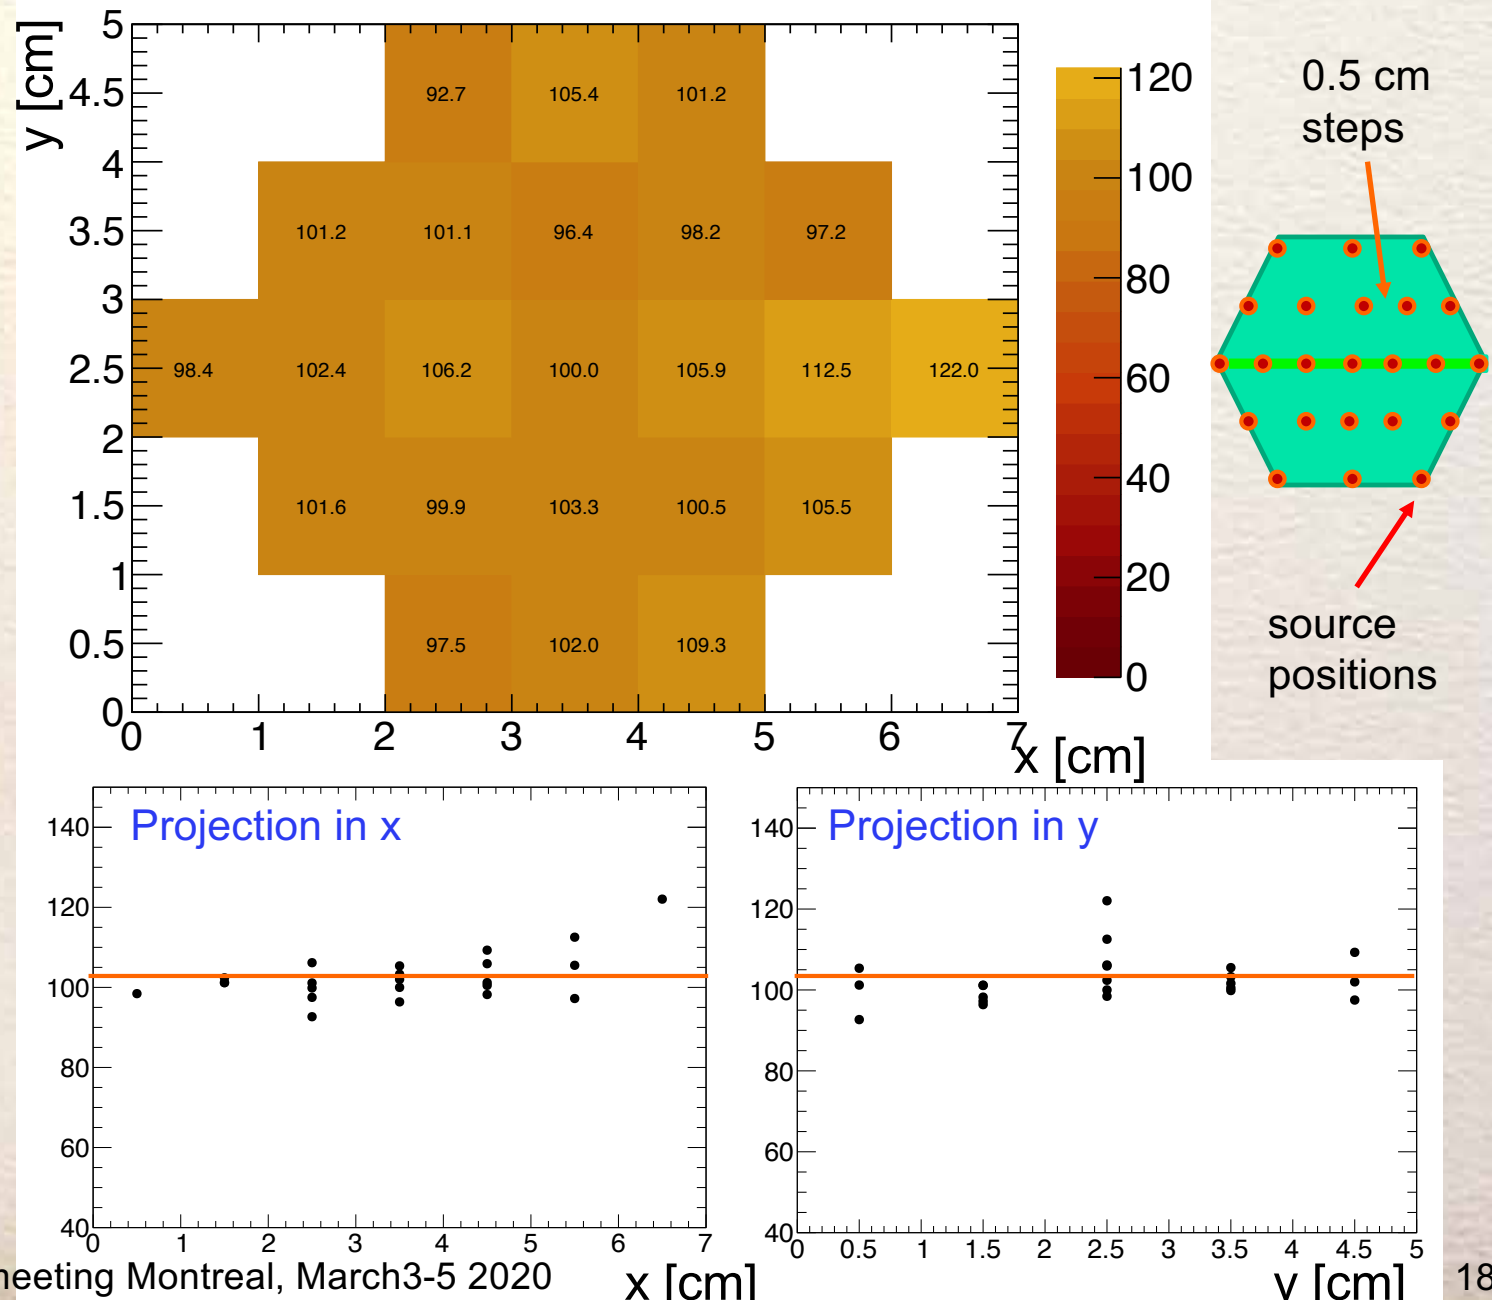 y [cm]
5
4.5
4
3.5
3
2.5
2
1.5
1
0.5
0
92.7 105.4 101.2
101.2 101.1 96.4 98.2 97.2
98.4 102.4 106.2 100.0 105.9 112.5 122.0
101.6 99.9 103.3 100.5 105.5
97.5 102.0 109.3
0 1 2 3 4 5 6 7
x [cm]
120
100
80
60
40
20
0
0.5 cm
steps
source
positions
Projection in x
140
120
100
80
60
40
0 1 2 3 4 5 6 7
x [cm]
Projection in y
140
120
100
80
60
40
0 0.5 1 1.5 2 2.5 3 3.5 4 4.5 5
y [cm]
meeting Montreal, March3-5 2020
18